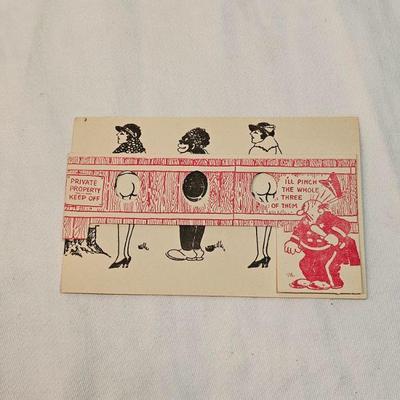 PRIVATE
PROPERTY
KEEP OFF
I'LL PINCH
THE WHOLE
THREE
OF THEM